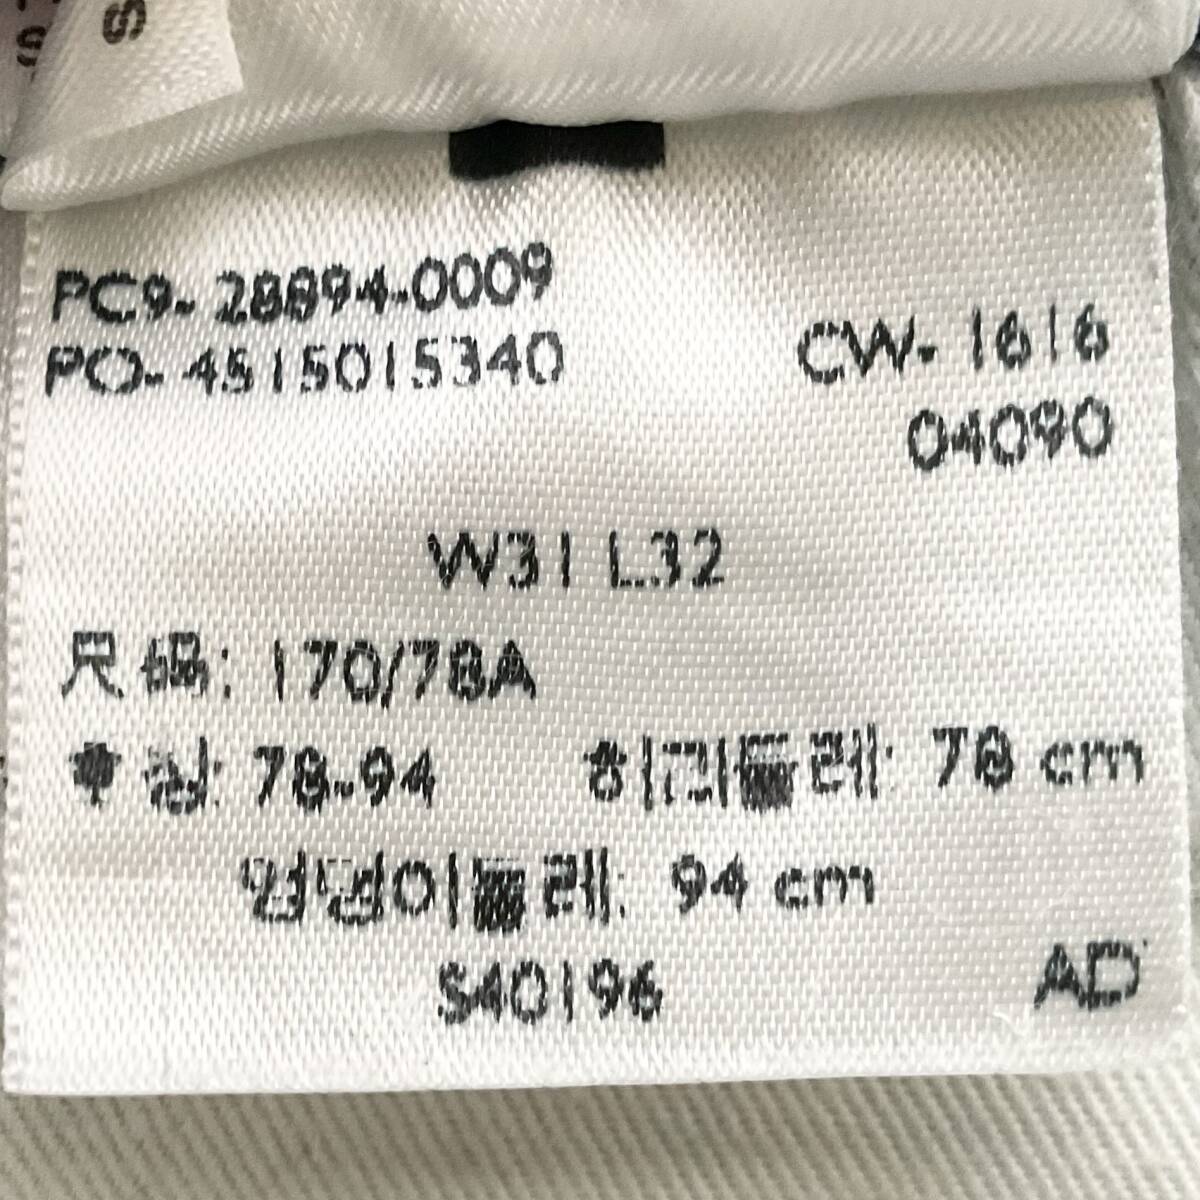 PC9-28894-0009
PO-4515015340
CW-1616
04090
W31 L32
尺码: 170/78A
호칭: 78-94 허리둘레: 78 cm
엉덩이둘레: 94 cm
S40196 AD